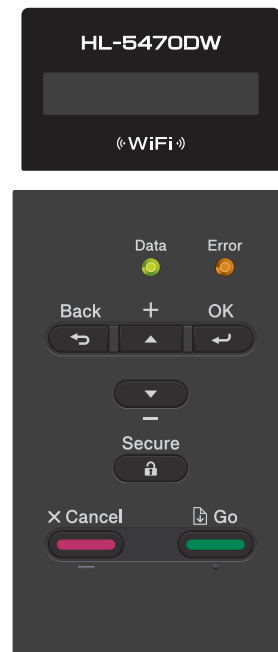 HL-5470DW
WiFi
Data Error
Back + OK
−
Secure
× Cancel Go